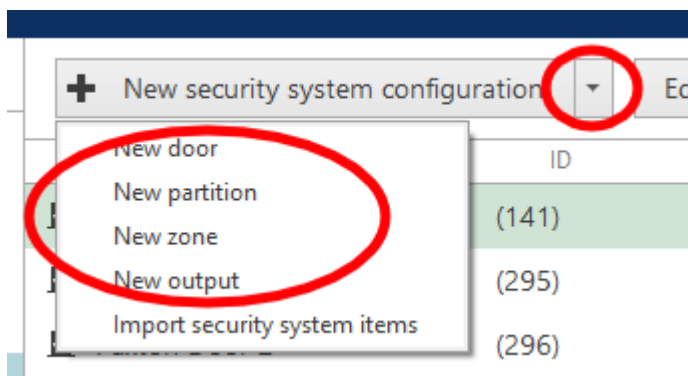 New security system configuration
Ec
New door
ID
New partition
(141)
New zone
New output
(295)
Import security system items
(296)